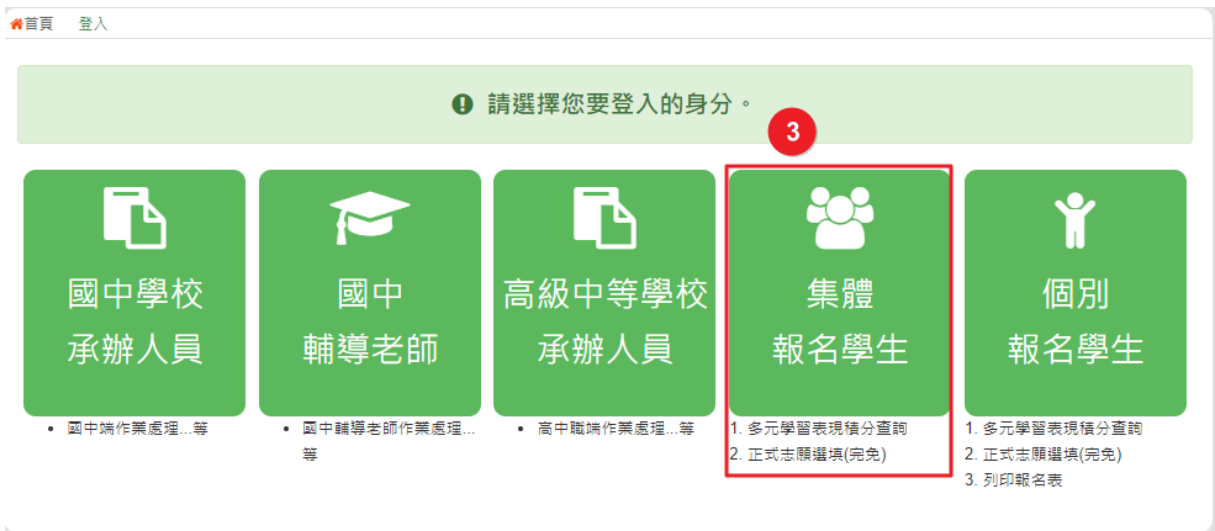 首頁 登入
請選擇您要登入的身分。
3
國中學校
承辦人員
國中
輔導老師
高級中等學校
承辦人員
集體
報名學生
個別
報名學生
• 國中端作業處理...等
• 國中輔導老師作業處理...
等
• 高中職端作業處理...等
1. 多元學習表現積分查詢
2. 正式志願選填(完免)
1. 多元學習表現積分查詢
2. 正式志願選填(完免)
3. 列印報名表